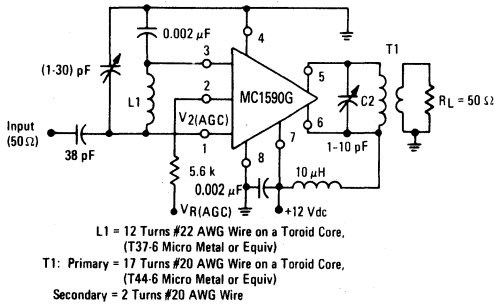 0.002 μF
4
3
T1
(1-30) pF
5
2
MC1590G
L1
C2
RL = 50 Ω
V2(AGC)
6
Input
(50Ω)
1
7
1-10 pF
38 pF
8
5.6 k
10 μH
0.002 μF
VR(AGC)
+12 Vdc
L1 = 12 Turns #22 AWG Wire on a Toroid Core,
(T37-6 Micro Metal or Equiv)
T1: Primary = 17 Turns #20 AWG Wire on a Toroid Core,
(T44-6 Micro Metal or Equiv)
Secondary = 2 Turns #20 AWG Wire